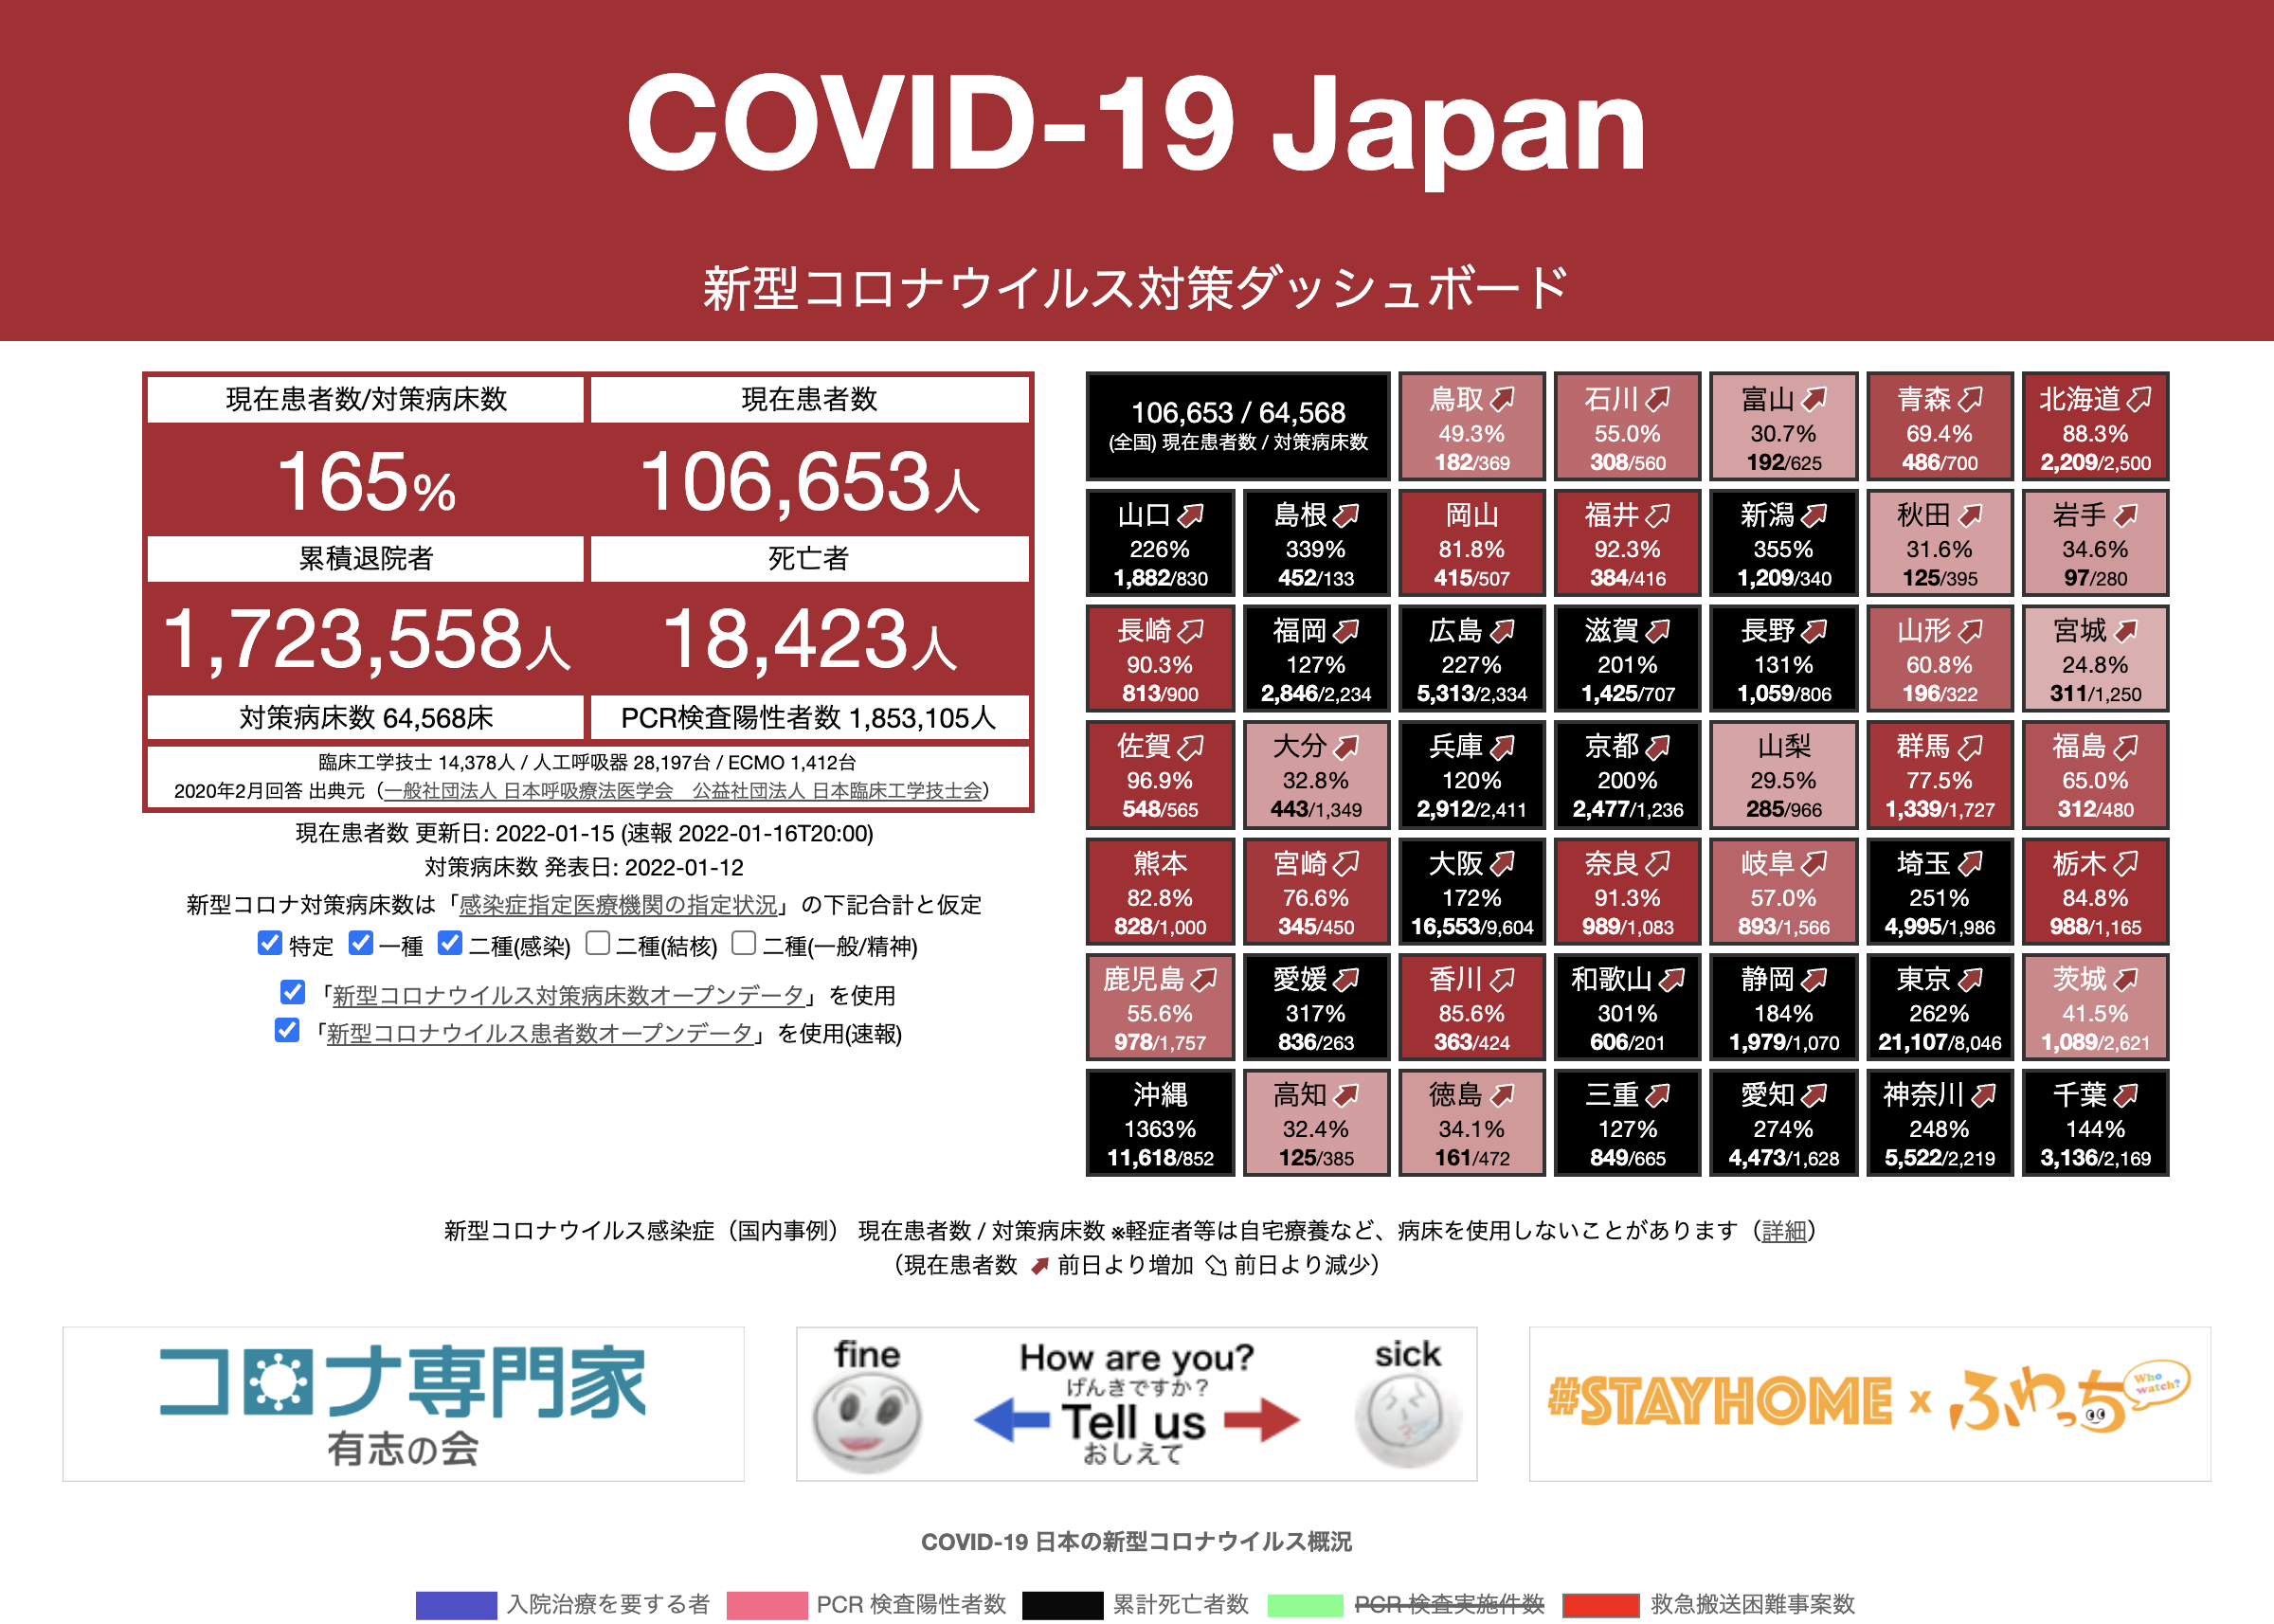 COVID-19 Japan
新型コロナウイルス対策ダッシュボード
現在患者数/対策病床数
現在患者数
165%
106,653人
累積退院者
死亡者
1,723,558人
18,423人
対策病床数 64,568床
PCR検査陽性者数 1,853,105人
臨床工学技士 14,378人 / 人工呼吸器 28,197台 / ECMO 1,412台
2020年2月回答 出典元（一般社団法人 日本呼吸療法医学会　公益社団法人 日本臨床工学技士会）
現在患者数 更新日: 2022-01-15 (速報 2022-01-16T20:00)
対策病床数 発表日: 2022-01-12
新型コロナ対策病床数は「感染症指定医療機関の指定状況」の下記合計と仮定
特定 一種 二種(感染) 二種(結核) 二種(一般/精神)
「新型コロナウイルス対策病床数オープンデータ」を使用
「新型コロナウイルス患者数オープンデータ」を使用(速報)
106,653 / 64,568
(全国) 現在患者数 / 対策病床数
鳥取
49.3%
182/369
石川
55.0%
308/560
富山
30.7%
192/625
青森
69.4%
486/700
北海道
88.3%
2,209/2,500
山口
226%
1,882/830
島根
339%
452/133
岡山
81.8%
415/507
福井
92.3%
384/416
新潟
355%
1,209/340
秋田
31.6%
125/395
岩手
34.6%
97/280
長崎
90.3%
813/900
福岡
127%
2,846/2,234
広島
227%
5,313/2,334
滋賀
201%
1,425/707
長野
131%
1,059/806
山形
60.8%
196/322
宮城
24.8%
311/1,250
佐賀
96.9%
548/565
大分
32.8%
443/1,349
兵庫
120%
2,912/2,411
京都
200%
2,477/1,236
山梨
29.5%
285/966
群馬
77.5%
1,339/1,727
福島
65.0%
312/480
熊本
82.8%
828/1,000
宮崎
76.6%
345/450
大阪
172%
16,553/9,604
奈良
91.3%
989/1,083
岐阜
57.0%
893/1,566
埼玉
251%
4,995/1,986
栃木
84.8%
988/1,165
鹿児島
55.6%
978/1,757
愛媛
317%
836/263
香川
85.6%
363/424
和歌山
301%
606/201
静岡
184%
1,979/1,070
東京
262%
21,107/8,046
茨城
41.5%
1,089/2,621
沖縄
1363%
11,618/852
高知
32.4%
125/385
徳島
34.1%
161/472
三重
127%
849/665
愛知
274%
4,473/1,628
神奈川
248%
5,522/2,219
千葉
144%
3,136/2,169
新型コロナウイルス感染症（国内事例） 現在患者数 / 対策病床数 ※軽症者等は自宅療養など、病床を使用しないことがあります（詳細）
（現在患者数 前日より増加 前日より減少）
コロナ専門家
有志の会
fine
How are you?
げんきですか？
Tell us
おしえて
sick
#STAYHOME x ふわっち
Who watch?
COVID-19 日本の新型コロナウイルス概況
入院治療を要する者 PCR 検査陽性者数 累計死亡者数 PCR 検査実施件数 救急搬送困難事案数